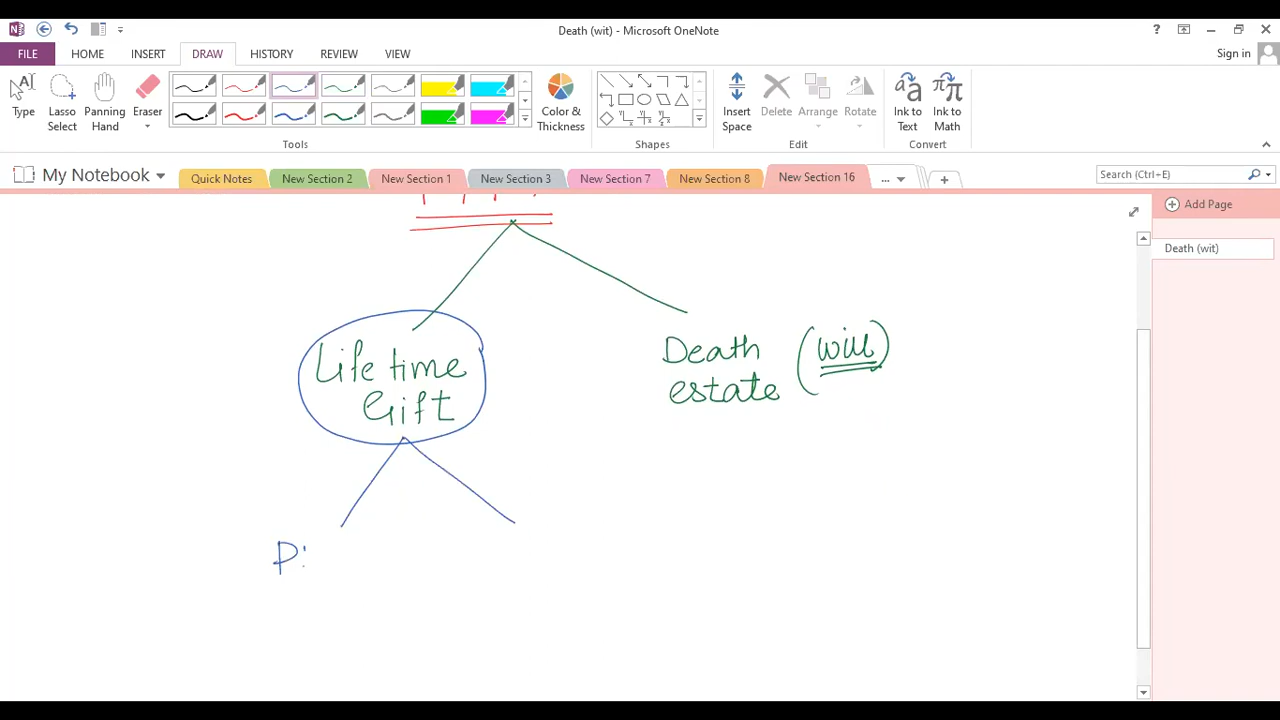 Death (wit) - Microsoft OneNote
FILE HOME INSERT DRAW HISTORY REVIEW VIEW Sign in
Type Lasso Select Panning Hand Eraser Color & Thickness Insert Space Delete Arrange Rotate Ink to Text Ink to Math
Tools Shapes Edit Convert
My Notebook Quick Notes New Section 2 New Section 1 New Section 3 New Section 7 New Section 8 New Section 16 ... Search (Ctrl+E)
Add Page
Death (wit)
Life time
Gift
Death (will)
estate
P